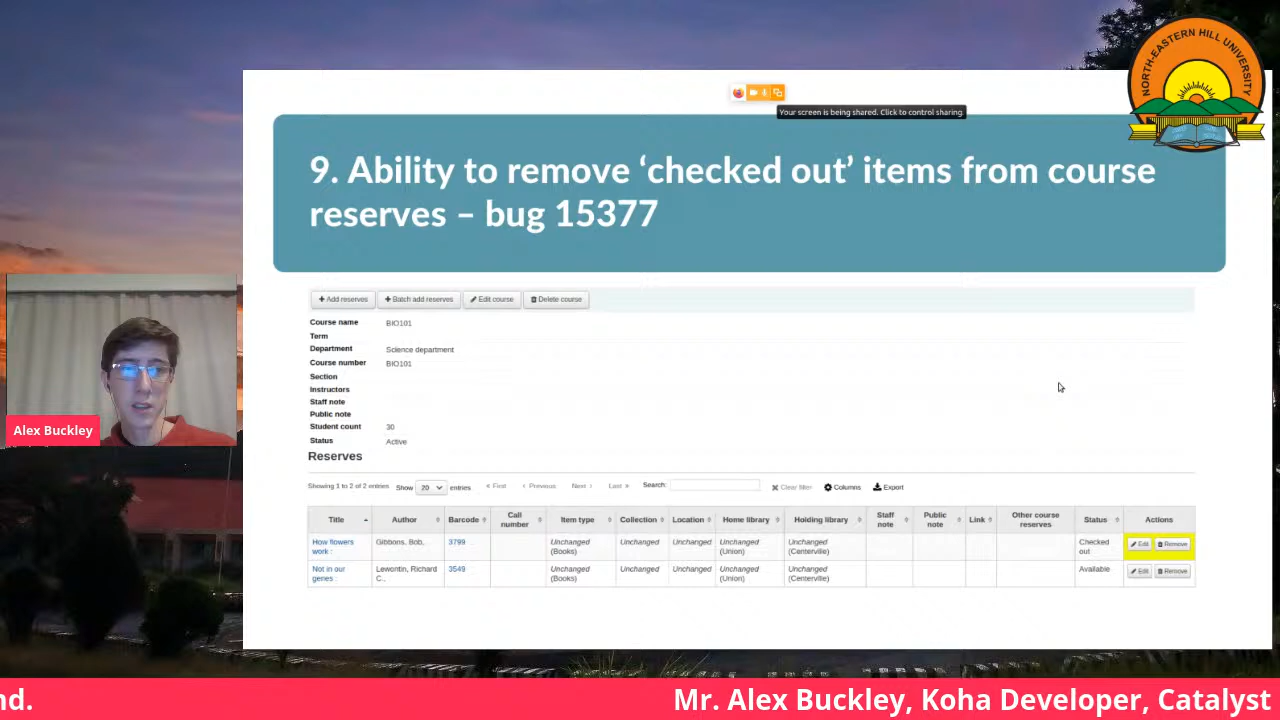 NORTH-EASTERN HILL UNIVERSITY
Your screen is being shared. Click to control sharing.
9. Ability to remove ‘checked out’ items from course
reserves – bug 15377
Add reserves Batch add reserves Edit course Delete course
Course name BIO101
Term
Department Science department
Course number BIO101
Section
Instructors
Staff note
Public note
Student count 30
Status Active
Reserves
Showing 1 to 2 of 2 entries Show 20 entries « First ‹ Previous Next › Last » Search: Clear filter Columns Export
Title Author Barcode Call number Item type Collection Location Home library Holding library Staff note Public note Link Other course reserves Status Actions
How flowers work : Gibbons, Bob, 3799 Unchanged (Books) Unchanged Unchanged Unchanged (Union) Unchanged (Centerville) Checked out Edit Remove
Not in our genes : Lewontin, Richard C., 3549 Unchanged (Books) Unchanged Unchanged Unchanged (Union) Unchanged (Centerville) Available Edit Remove
Alex Buckley
nd. Mr. Alex Buckley, Koha Developer, Catalyst